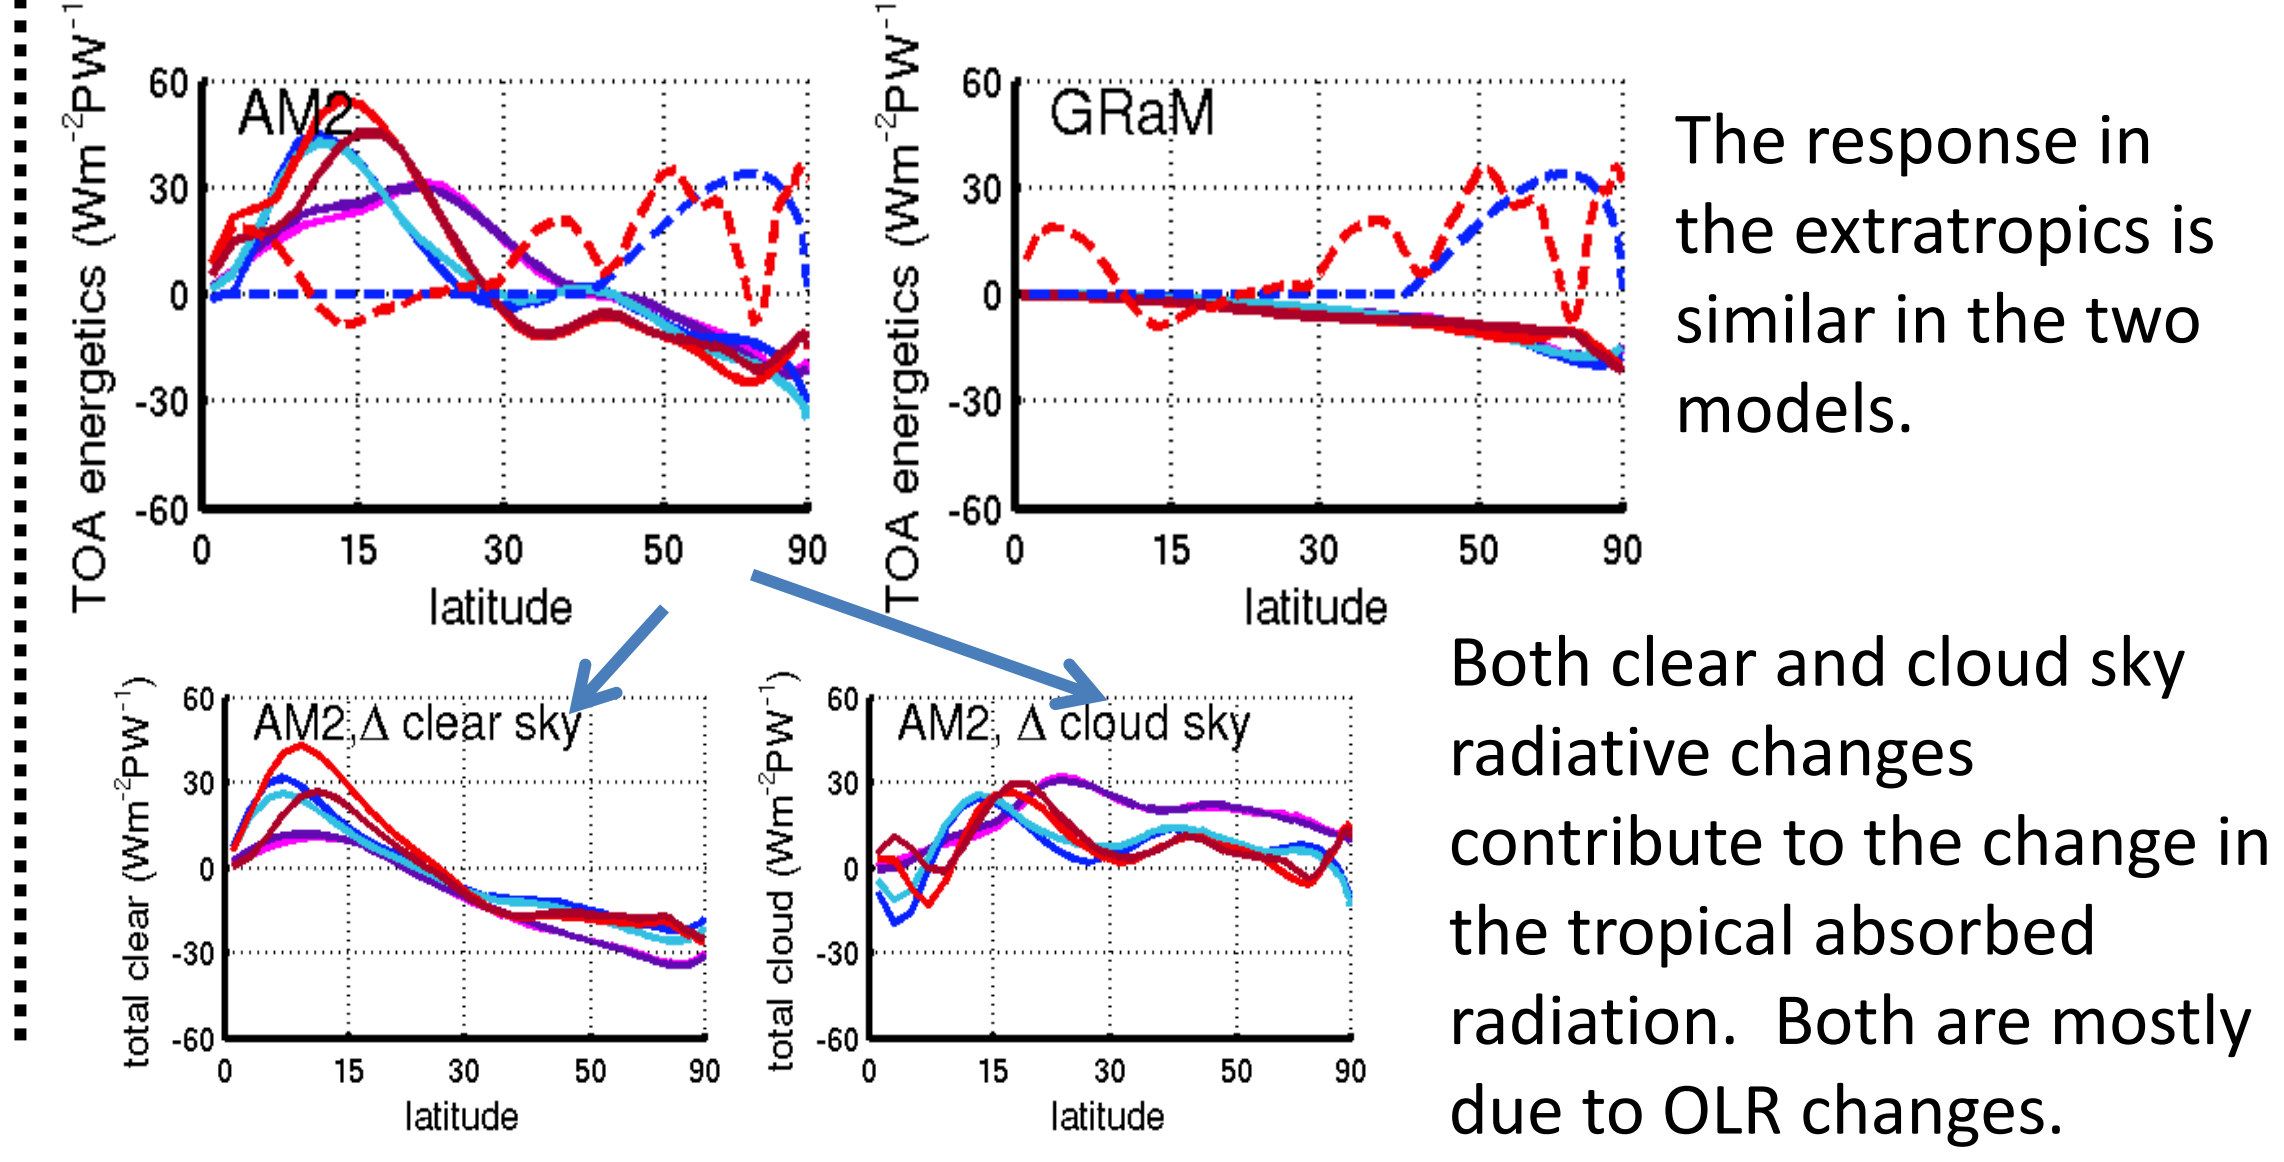 TOA energetics (Wm⁻²PW⁻¹
60
30
0
-30
-60
AM2
0 15 30 50 90
latitude
TOA energetics (Wm⁻²PW⁻¹
60
30
0
-30
-60
GRaM
0 15 30 50 90
latitude
The response in
the extratropics is
similar in the two
models.
total clear (Wm⁻²PW⁻¹)
60
30
0
-30
-60
AM2,Δ clear sky
0 15 30 50 90
latitude
total cloud (Wm⁻²PW⁻¹)
60
30
0
-30
-60
AM2, Δ cloud sky
0 15 30 50 90
latitude
Both clear and cloud sky
radiative changes
contribute to the change in
the tropical absorbed
radiation. Both are mostly
due to OLR changes.